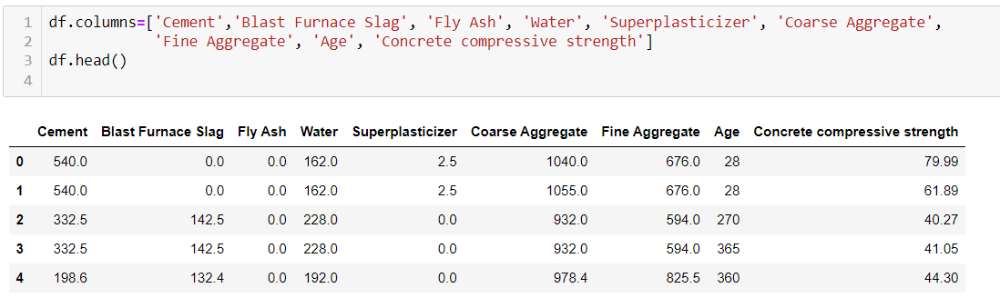 1 df.columns=['Cement','Blast Furnace Slag', 'Fly Ash', 'Water', 'Superplasticizer', 'Coarse Aggregate',
2 'Fine Aggregate', 'Age', 'Concrete compressive strength']
3 df.head()
4
Cement Blast Furnace Slag Fly Ash Water Superplasticizer Coarse Aggregate Fine Aggregate Age Concrete compressive strength
0 540.0 0.0 0.0 162.0 2.5 1040.0 676.0 28 79.99
1 540.0 0.0 0.0 162.0 2.5 1055.0 676.0 28 61.89
2 332.5 142.5 0.0 228.0 0.0 932.0 594.0 270 40.27
3 332.5 142.5 0.0 228.0 0.0 932.0 594.0 365 41.05
4 198.6 132.4 0.0 192.0 0.0 978.4 825.5 360 44.30